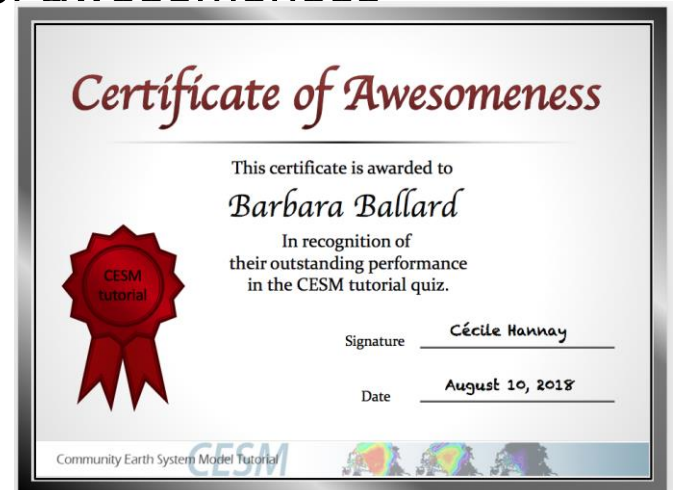 Certificate of Awesomeness
This certificate is awarded to
Barbara Ballard
In recognition of
their outstanding performance
in the CESM tutorial quiz.
CESM
tutorial
Signature Cécile Hannay
Date August 10, 2018
Community Earth System Model Tutorial
CESM